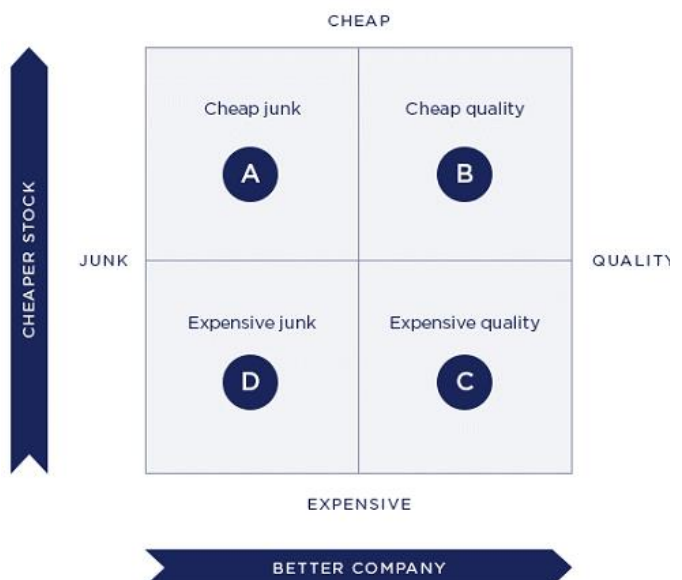 CHEAP
Cheap junk
Cheap quality
A
B
CHEAPER STOCK
JUNK
QUALITY
Expensive junk
Expensive quality
D
C
EXPENSIVE
BETTER COMPANY